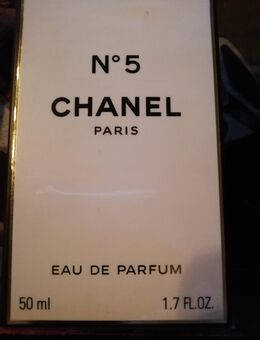 N°5
CHANEL
PARIS
EAU DE PARFUM
50 ml 1.7 FL.OZ.